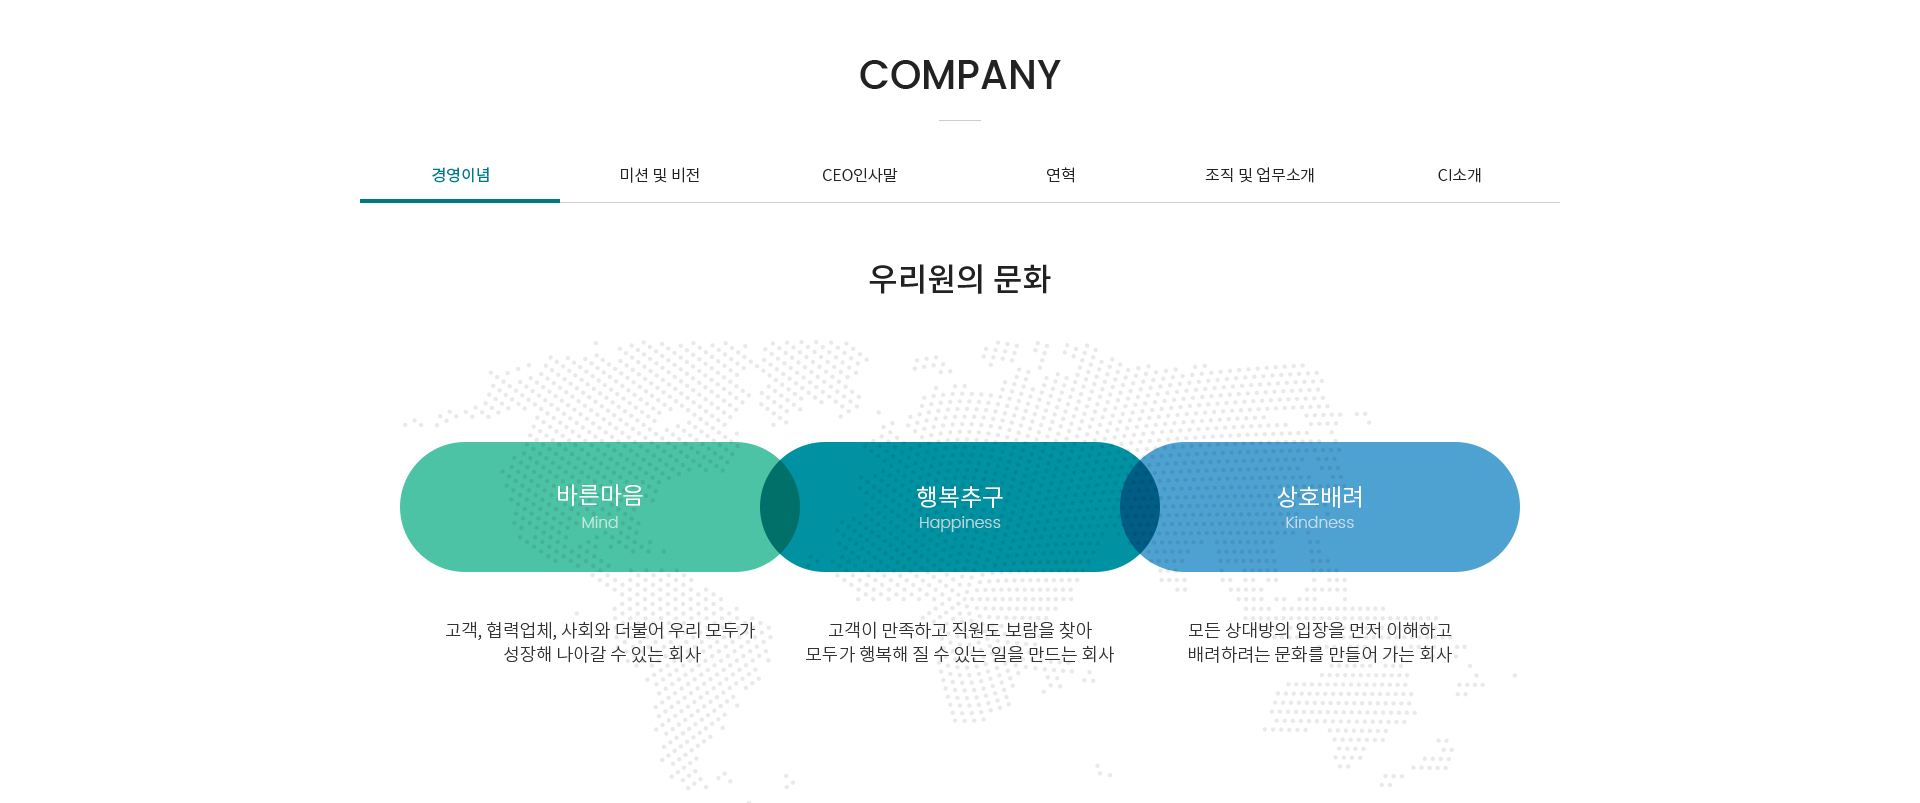 COMPANY
경영이념
미션 및 비전
CEO인사말
연혁
조직 및 업무소개
CI소개
우리원의 문화
바른마음
Mind
행복추구
Happiness
상호배려
Kindness
고객, 협력업체, 사회와 더불어 우리 모두가
성장해 나아갈 수 있는 회사
고객이 만족하고 직원도 보람을 찾아
모두가 행복해 질 수 있는 일을 만드는 회사
모든 상대방의 입장을 먼저 이해하고
배려하려는 문화를 만들어 가는 회사